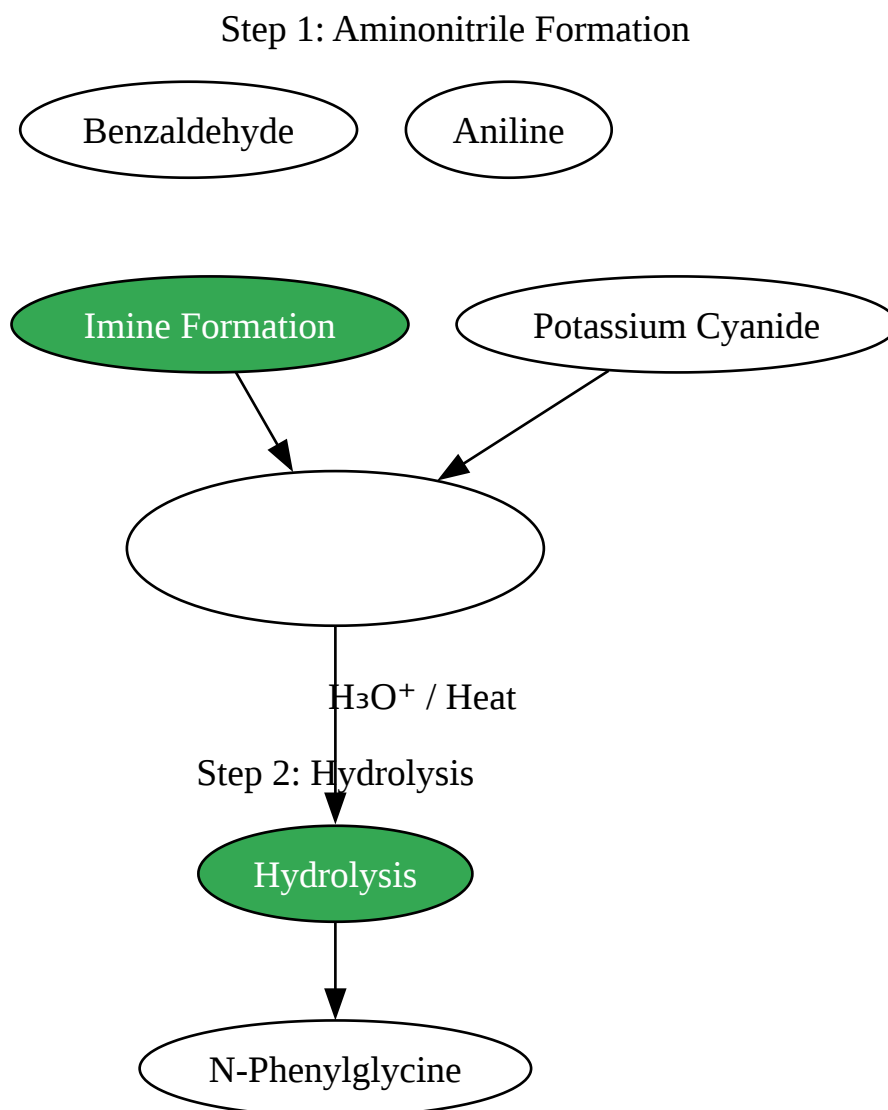 Step 1: Aminonitrile Formation
Benzaldehyde
Aniline
Imine Formation
Potassium Cyanide
H₃O⁺ / Heat
Step 2: Hydrolysis
Hydrolysis
N-Phenylglycine